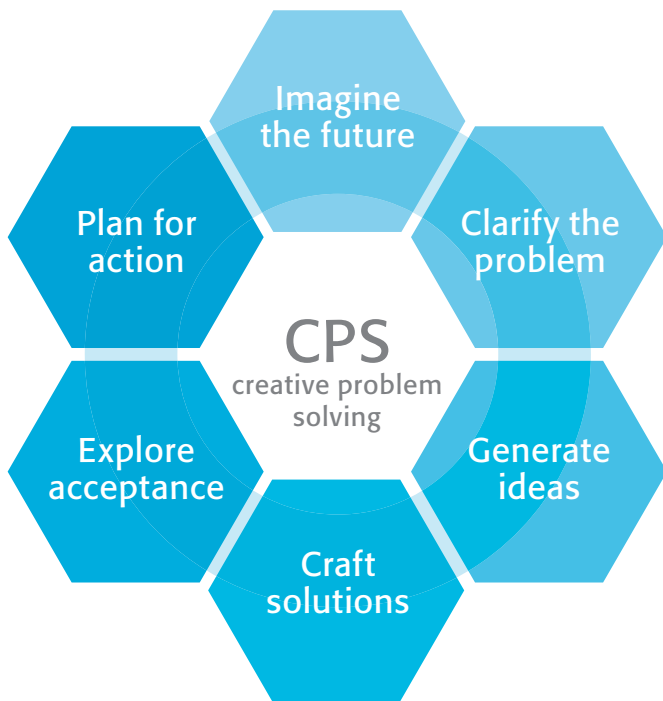 Imagine
the future
Clarify the
problem
Generate
ideas
Craft
solutions
Explore
acceptance
Plan for
action
CPS
creative problem
solving